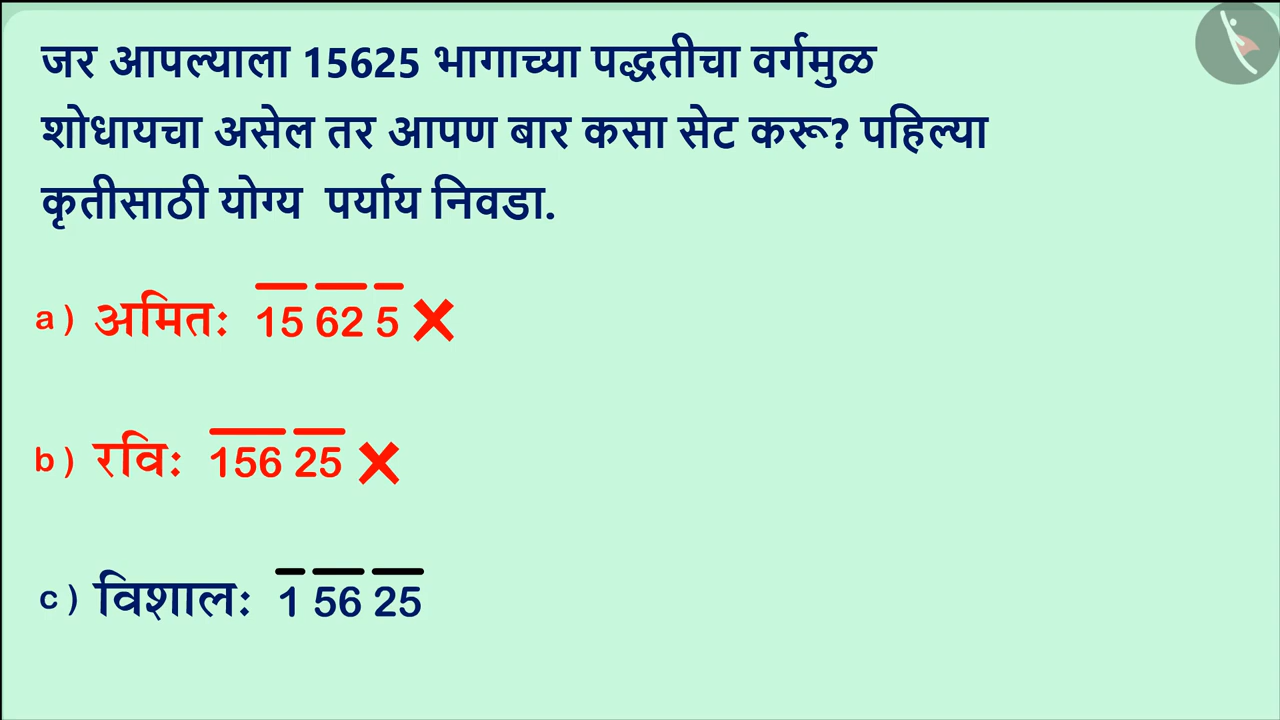 जर आपल्याला 15625 भागाच्या पद्धतीचा वर्गमुळ
शोधायचा असेल तर आपण बार कसा सेट करू? पहिल्या
कृतीसाठी योग्य पर्याय निवडा.
a) अमितः 15 62 5
b) रविः 156 25
c) विशालः 1 56 25